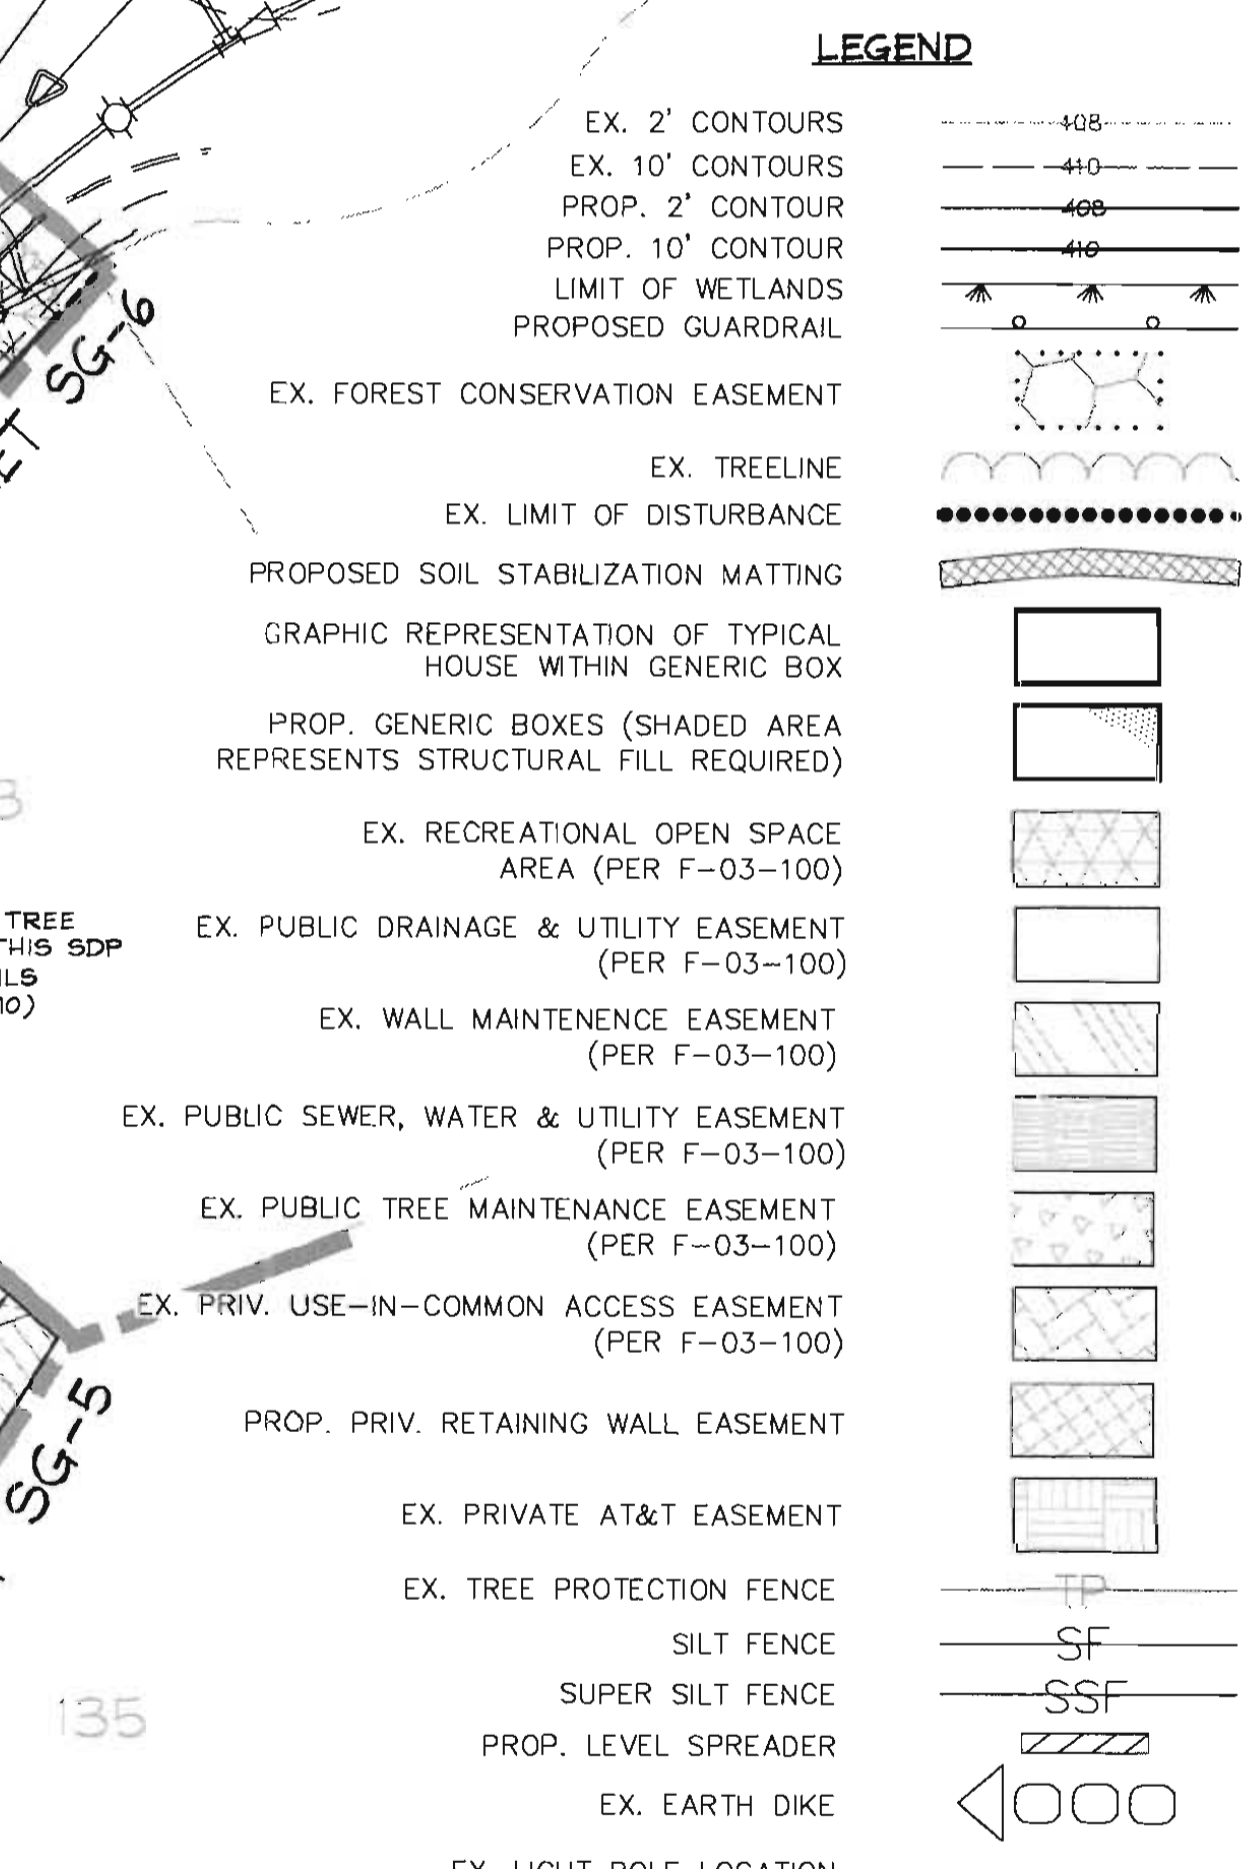 LEGEND
EX. 2' CONTOURS 408
EX. 10' CONTOURS 410
PROP. 2' CONTOUR 408
PROP. 10' CONTOUR 410
LIMIT OF WETLANDS
PROPOSED GUARDRAIL
SG-6
EX. FOREST CONSERVATION EASEMENT
EX. TREELINE
EX. LIMIT OF DISTURBANCE
PROPOSED SOIL STABILIZATION MATTING
GRAPHIC REPRESENTATION OF TYPICAL
HOUSE WITHIN GENERIC BOX
PROP. GENERIC BOXES (SHADED AREA
REPRESENTS STRUCTURAL FILL REQUIRED)
EX. RECREATIONAL OPEN SPACE
AREA (PER F-03-100)
TREE
THIS SDP
EX. PUBLIC DRAINAGE & UTILITY EASEMENT
(PER F-03-100)
EX. WALL MAINTENENCE EASEMENT
(PER F-03-100)
EX. PUBLIC SEWER, WATER & UTILITY EASEMENT
(PER F-03-100)
EX. PUBLIC TREE MAINTENANCE EASEMENT
(PER F-03-100)
EX. PRIV. USE-IN-COMMON ACCESS EASEMENT
(PER F-03-100)
SG-5
PROP. PRIV. RETAINING WALL EASEMENT
EX. PRIVATE AT&T EASEMENT
EX. TREE PROTECTION FENCE TP
SILT FENCE SF
SUPER SILT FENCE SSF
135
PROP. LEVEL SPREADER
EX. EARTH DIKE
EX. LIGHT POLE LOCATION